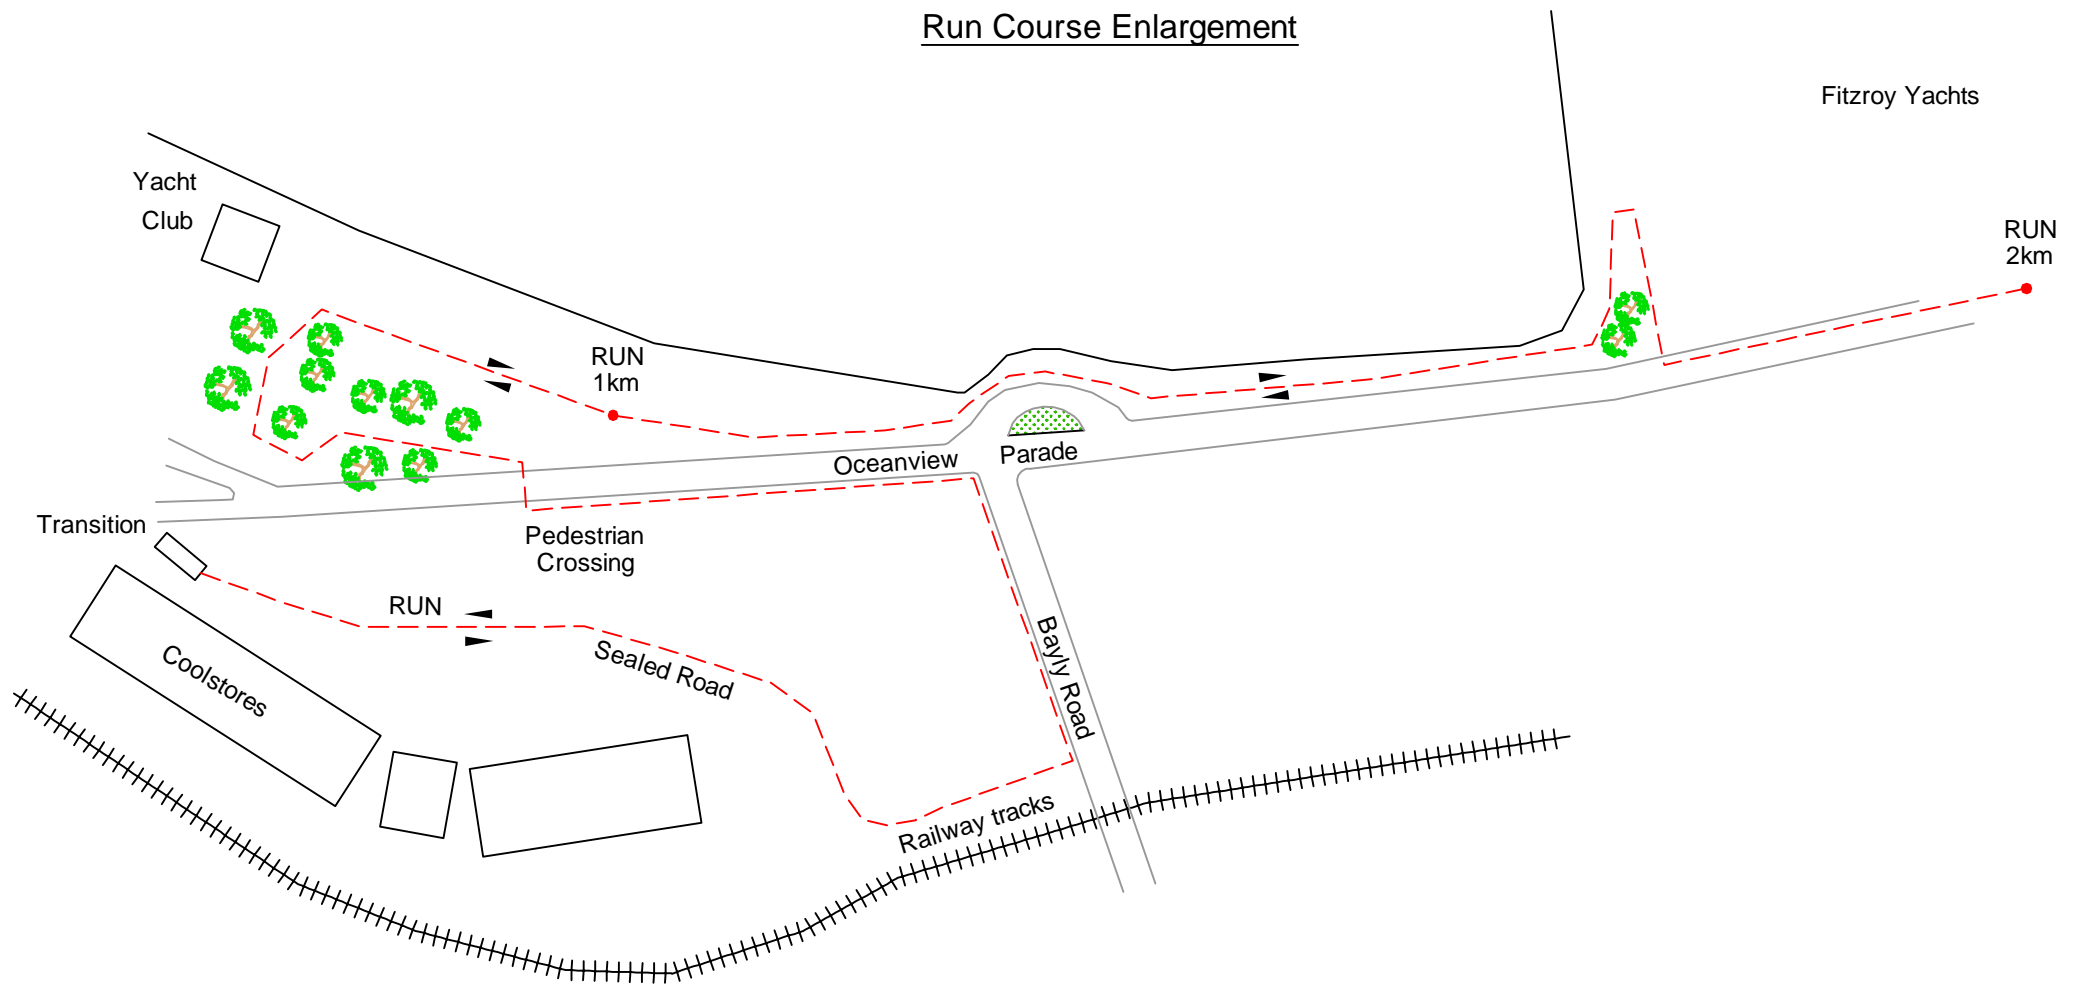 Run Course Enlargement
Fitzroy Yachts
Yacht
Club
RUN
2km
RUN
1km
Oceanview
Parade
Transition
Pedestrian
Crossing
RUN
Sealed Road
Bayly Road
Coolstores
Railway tracks